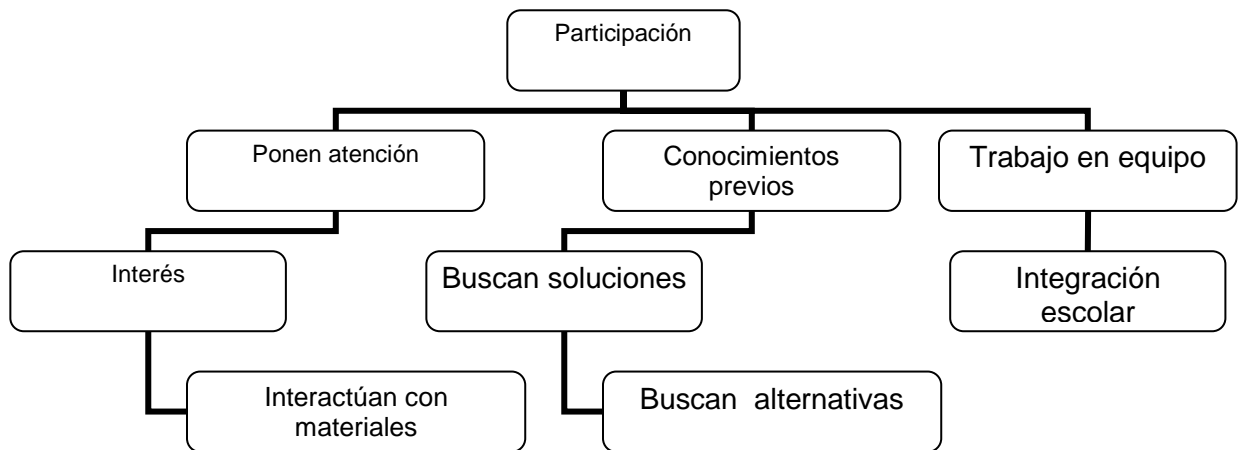 Participación
Ponen atención
Conocimientos
previos
Trabajo en equipo
Interés
Buscan soluciones
Integración
escolar
Interactúan con
materiales
Buscan alternativas